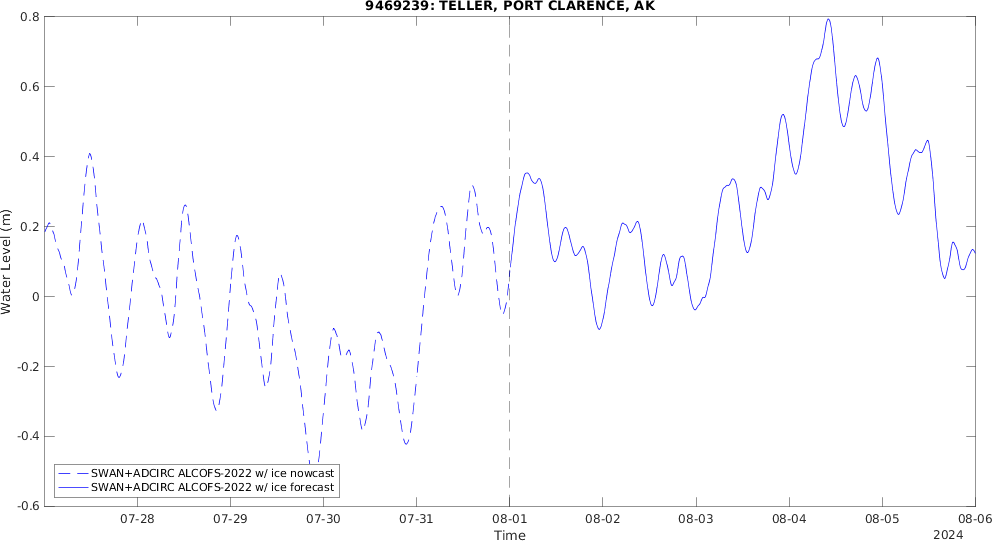 9469239: TELLER, PORT CLARENCE, AK
0.8
0.6
0.4
0.2
0
-0.2
-0.4
-0.6
Water Level (m)
SWAN+ADCIRC ALCOFS-2022 w/ ice nowcast
SWAN+ADCIRC ALCOFS-2022 w/ ice forecast
07-28 07-29 07-30 07-31 08-01 08-02 08-03 08-04 08-05 08-06
Time
2024